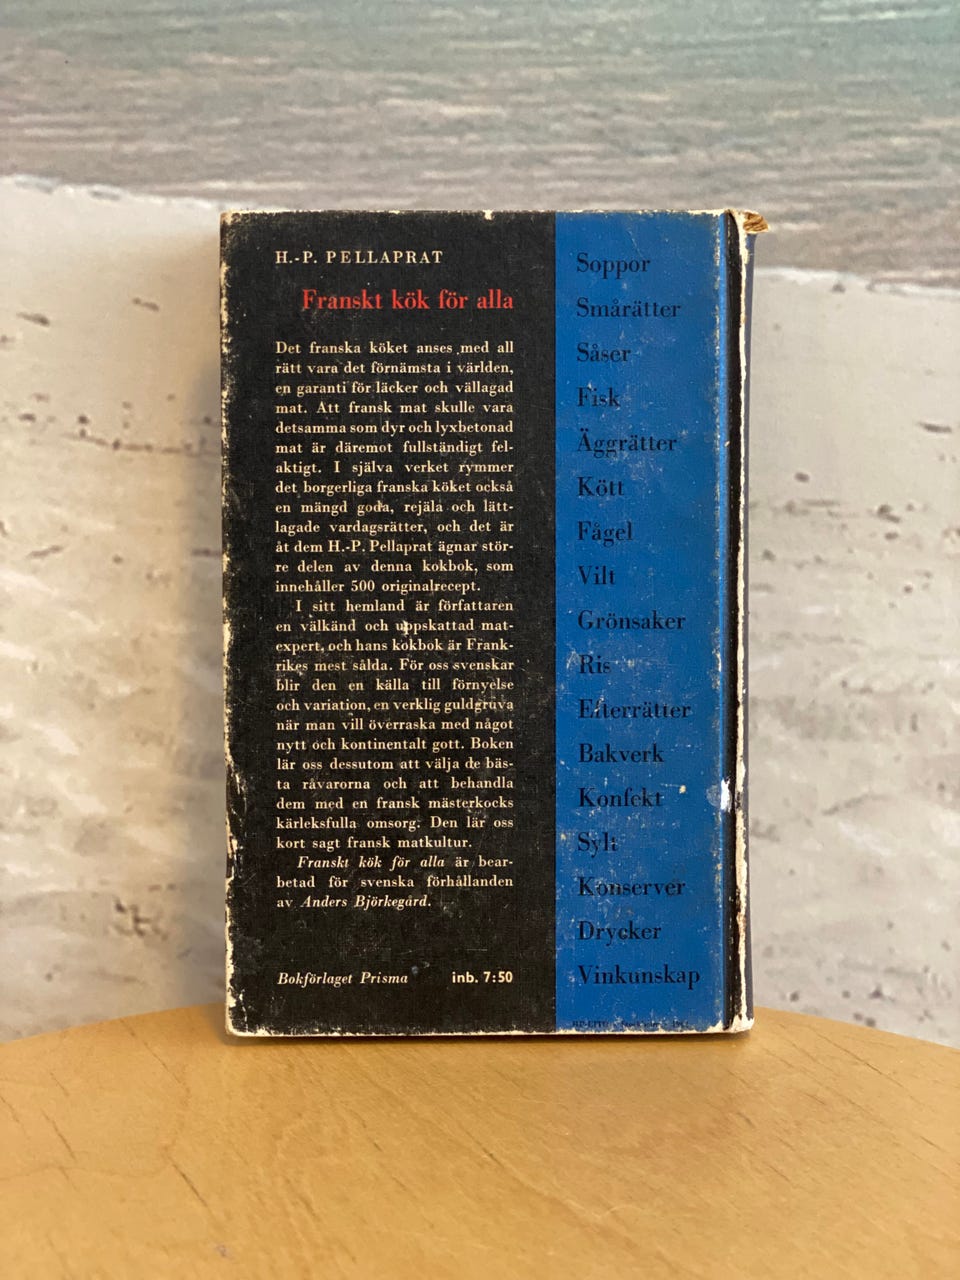 H.-P. PELLAPRAT
Franskt kök för alla
Det franska köket anses med all
rätt vara det förnämsta i världen,
en garanti för läcker och vällagad
mat. Att fransk mat skulle vara
detsamma som dyr och lyxbetonad
mat är däremot fullständigt fel-
aktigt. I själva verket rymmer
det borgerliga franska köket också
en mängd goda, rejäla och lätt-
lagade vardagsrätter, och det är
åt dem H.-P. Pellaprat ägnar stör-
re delen av denna kokbok, som
innehåller 500 originalrecept.
I sitt hemland är författaren
en välkänd och uppskattad mat-
expert, och hans kokbok är Frank-
rikes mest sålda. För oss svenskar
blir den en källa till förnyelse
och variation, en verklig guldgruva
när man vill överraska med något
nytt och kontinentalt gott. Boken
lär oss dessutom att välja de bäs-
ta råvarorna och att behandla
dem med en fransk mästerkocks
kärleksfulla omsorg. Den lär oss
kort sagt fransk matkultur.
Franskt kök för alla är bear-
betad för svenska förhållanden
av Anders Björkegård.
Bokförlaget Prisma inb. 7:50
Soppor
Smårätter
Såser
Fisk
Äggrätter
Kött
Fågel
Vilt
Grönsaker
Ris
Efterrätter
Bakverk
Konfekt
Sylt
Konserver
Drycker
Vinkunskap